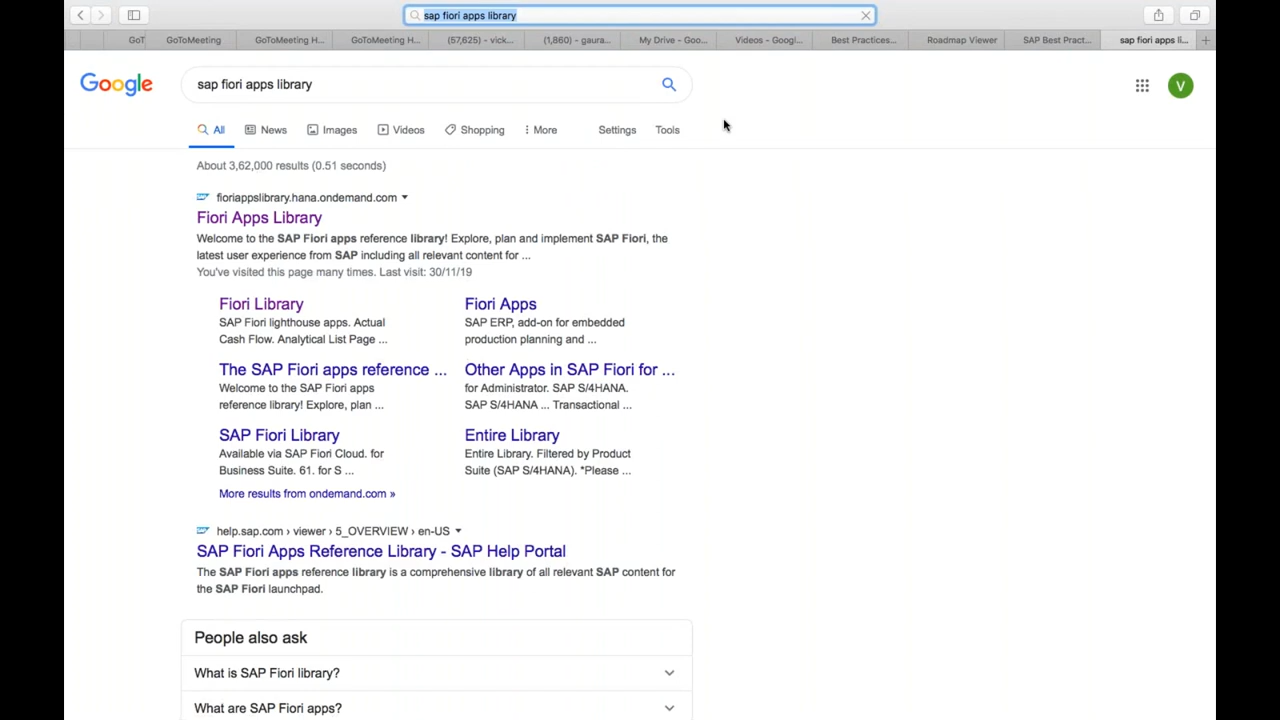 sap fiori apps library
GoT
GoToMeeting
GoToMeeting H...
GoToMeeting H...
(57,625) - vick...
(1,860) - gaura...
My Drive - Goo...
Videos - Googl...
Best Practices...
Roadmap Viewer
SAP Best Pract...
sap fiori apps li...
Google
sap fiori apps library
V
All
News
Images
Videos
Shopping
More
Settings
Tools
About 3,62,000 results (0.51 seconds)
fioriappslibrary.hana.ondemand.com
Fiori Apps Library
Welcome to the SAP Fiori apps reference library! Explore, plan and implement SAP Fiori, the
latest user experience from SAP including all relevant content for ...
You've visited this page many times. Last visit: 30/11/19
Fiori Library
SAP Fiori lighthouse apps. Actual
Cash Flow. Analytical List Page ...
Fiori Apps
SAP ERP, add-on for embedded
production planning and ...
The SAP Fiori apps reference ...
Welcome to the SAP Fiori apps
reference library! Explore, plan ...
Other Apps in SAP Fiori for ...
for Administrator. SAP S/4HANA.
SAP S/4HANA ... Transactional ...
SAP Fiori Library
Available via SAP Fiori Cloud. for
Business Suite. 61. for S ...
Entire Library
Entire Library. Filtered by Product
Suite (SAP S/4HANA). *Please ...
More results from ondemand.com »
help.sap.com › viewer › 5_OVERVIEW › en-US
SAP Fiori Apps Reference Library - SAP Help Portal
The SAP Fiori apps reference library is a comprehensive library of all relevant SAP content for
the SAP Fiori launchpad.
People also ask
What is SAP Fiori library?
What are SAP Fiori apps?